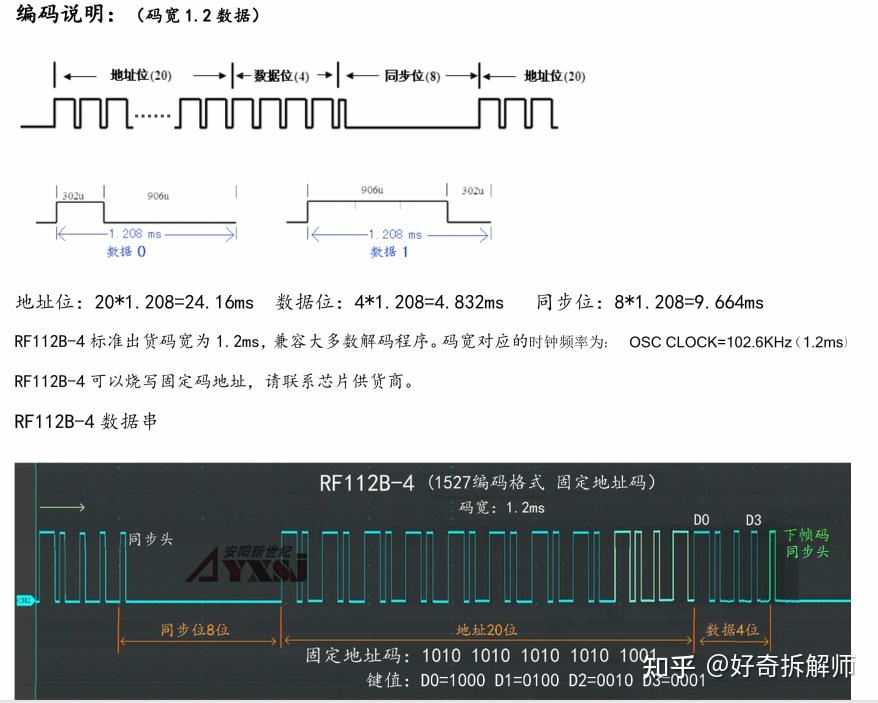 编码说明：（码宽1.2数据）
地址位(20) 数据位(4) 同步位(8) 地址位(20)
302u 906u 906u 302u
1.208 ms 1.208 ms
数据 0 数据 1
地址位：20*1.208=24.16ms 数据位：4*1.208=4.832ms 同步位：8*1.208=9.664ms
RF112B-4 标准出货码宽为 1.2ms，兼容大多数解码程序。码宽对应的时钟频率为： OSC CLOCK=102.6KHz（1.2ms）
RF112B-4 可以烧写固定码地址，请联系芯片供货商。
RF112B-4 数据串
RF112B-4（1527编码格式 固定地址码）
码宽：1.2ms
D0 D3
同步头
下帧码
同步头
安阳新世纪
AYXSJ
CH2
同步位8位 地址20位 数据4位
固定地址码：1010 1010 1010 1010 1001
键值：D0=1000 D1=0100 D2=0010 D3=0001
知乎 @好奇拆解师